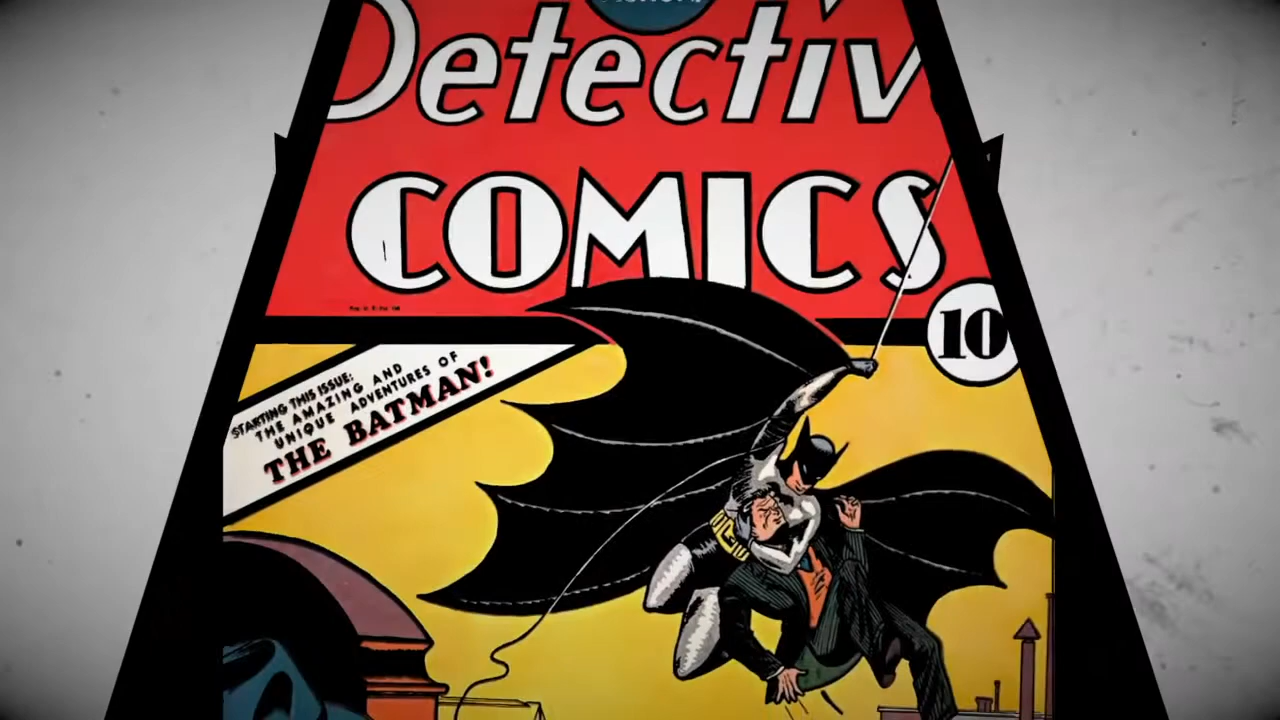 Detectiv
COMICS
10
STARTING THIS ISSUE:
THE AMAZING AND
UNIQUE ADVENTURES OF
THE BATMAN!